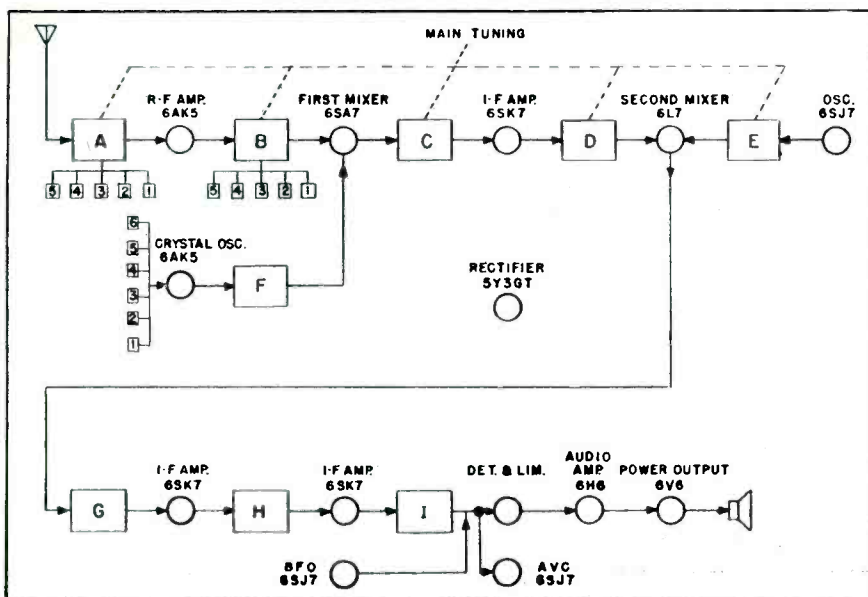 MAIN TUNING
R-F AMP. FIRST MIXER I-F AMP. SECOND MIXER OSC.
6AK5 6SA7 6SK7 6L7 6SJ7
A B C D E
5 4 3 2 1 5 4 3 2 1
6
CRYSTAL OSC.
5
6AK5
4
F
3
2
1
RECTIFIER
5Y3GT
I-F AMP. I-F AMP. DET. & LIM. AUDIO AMP. POWER OUTPUT
6SK7 6SK7 6H6 6V6
G H I
BFO AVC
6SJ7 6SJ7